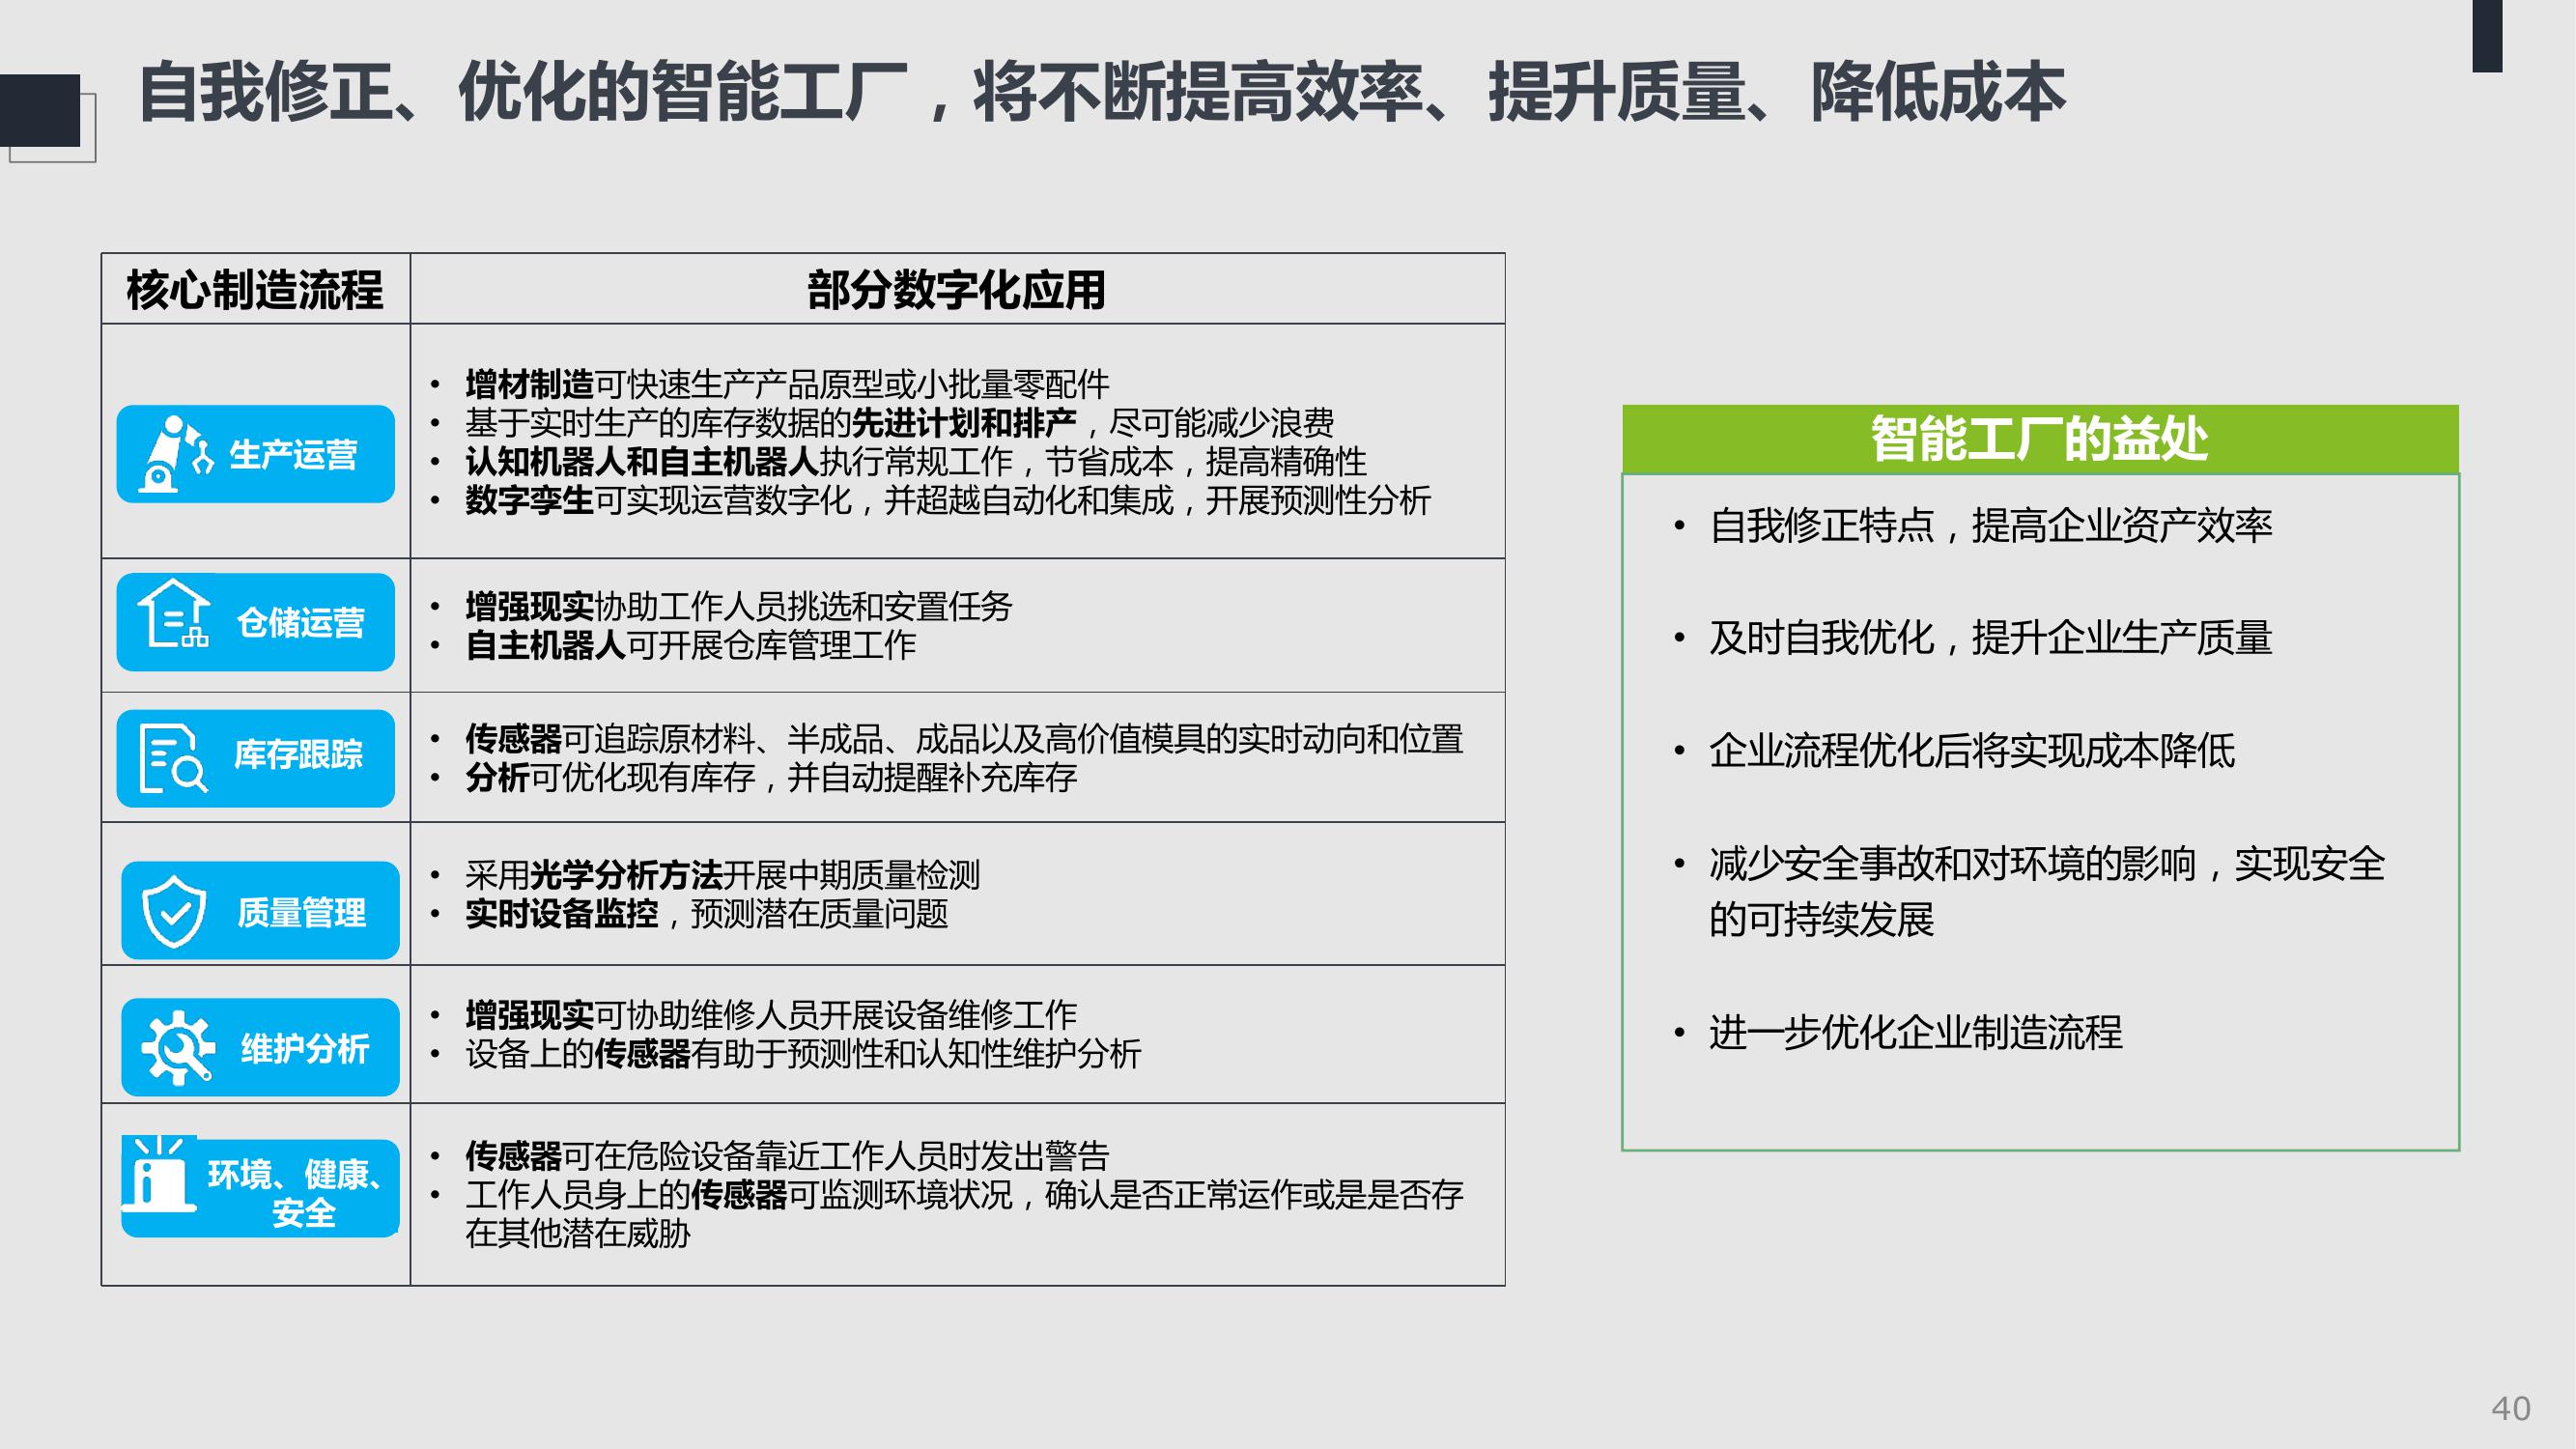 自我修正、优化的智能工厂，将不断提高效率、提升质量、降低成本
核心制造流程
部分数字化应用
生产运营
• 增材制造可快速生产产品原型或小批量零配件
• 基于实时生产的库存数据的先进计划和排产，尽可能减少浪费
• 认知机器人和自主机器人执行常规工作，节省成本，提高精确性
• 数字孪生可实现运营数字化，并超越自动化和集成，开展预测性分析
仓储运营
• 增强现实协助工作人员挑选和安置任务
• 自主机器人可开展仓库管理工作
库存跟踪
• 传感器可追踪原材料、半成品、成品以及高价值模具的实时动向和位置
• 分析可优化现有库存，并自动提醒补充库存
质量管理
• 采用光学分析方法开展中期质量检测
• 实时设备监控，预测潜在质量问题
维护分析
• 增强现实可协助维修人员开展设备维修工作
• 设备上的传感器有助于预测性和认知性维护分析
环境、健康、
安全
• 传感器可在危险设备靠近工作人员时发出警告
• 工作人员身上的传感器可监测环境状况，确认是否正常运作或是是否存
在其他潜在威胁
智能工厂的益处
• 自我修正特点，提高企业资产效率
• 及时自我优化，提升企业生产质量
• 企业流程优化后将实现成本降低
• 减少安全事故和对环境的影响，实现安全
的可持续发展
• 进一步优化企业制造流程
40